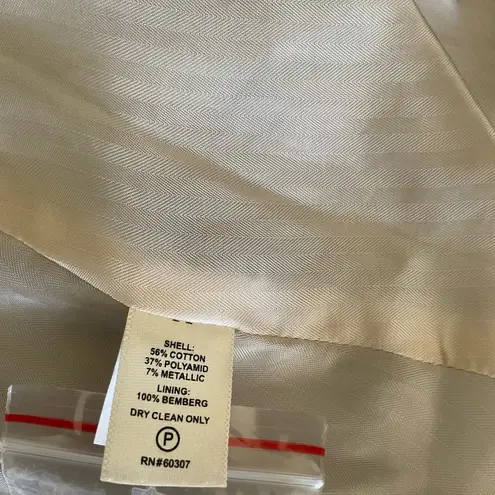 SHELL:
56% COTTON
37% POLYAMID
7% METALLIC
LINING:
100% BEMBERG
DRY CLEAN ONLY
P
RN#60307